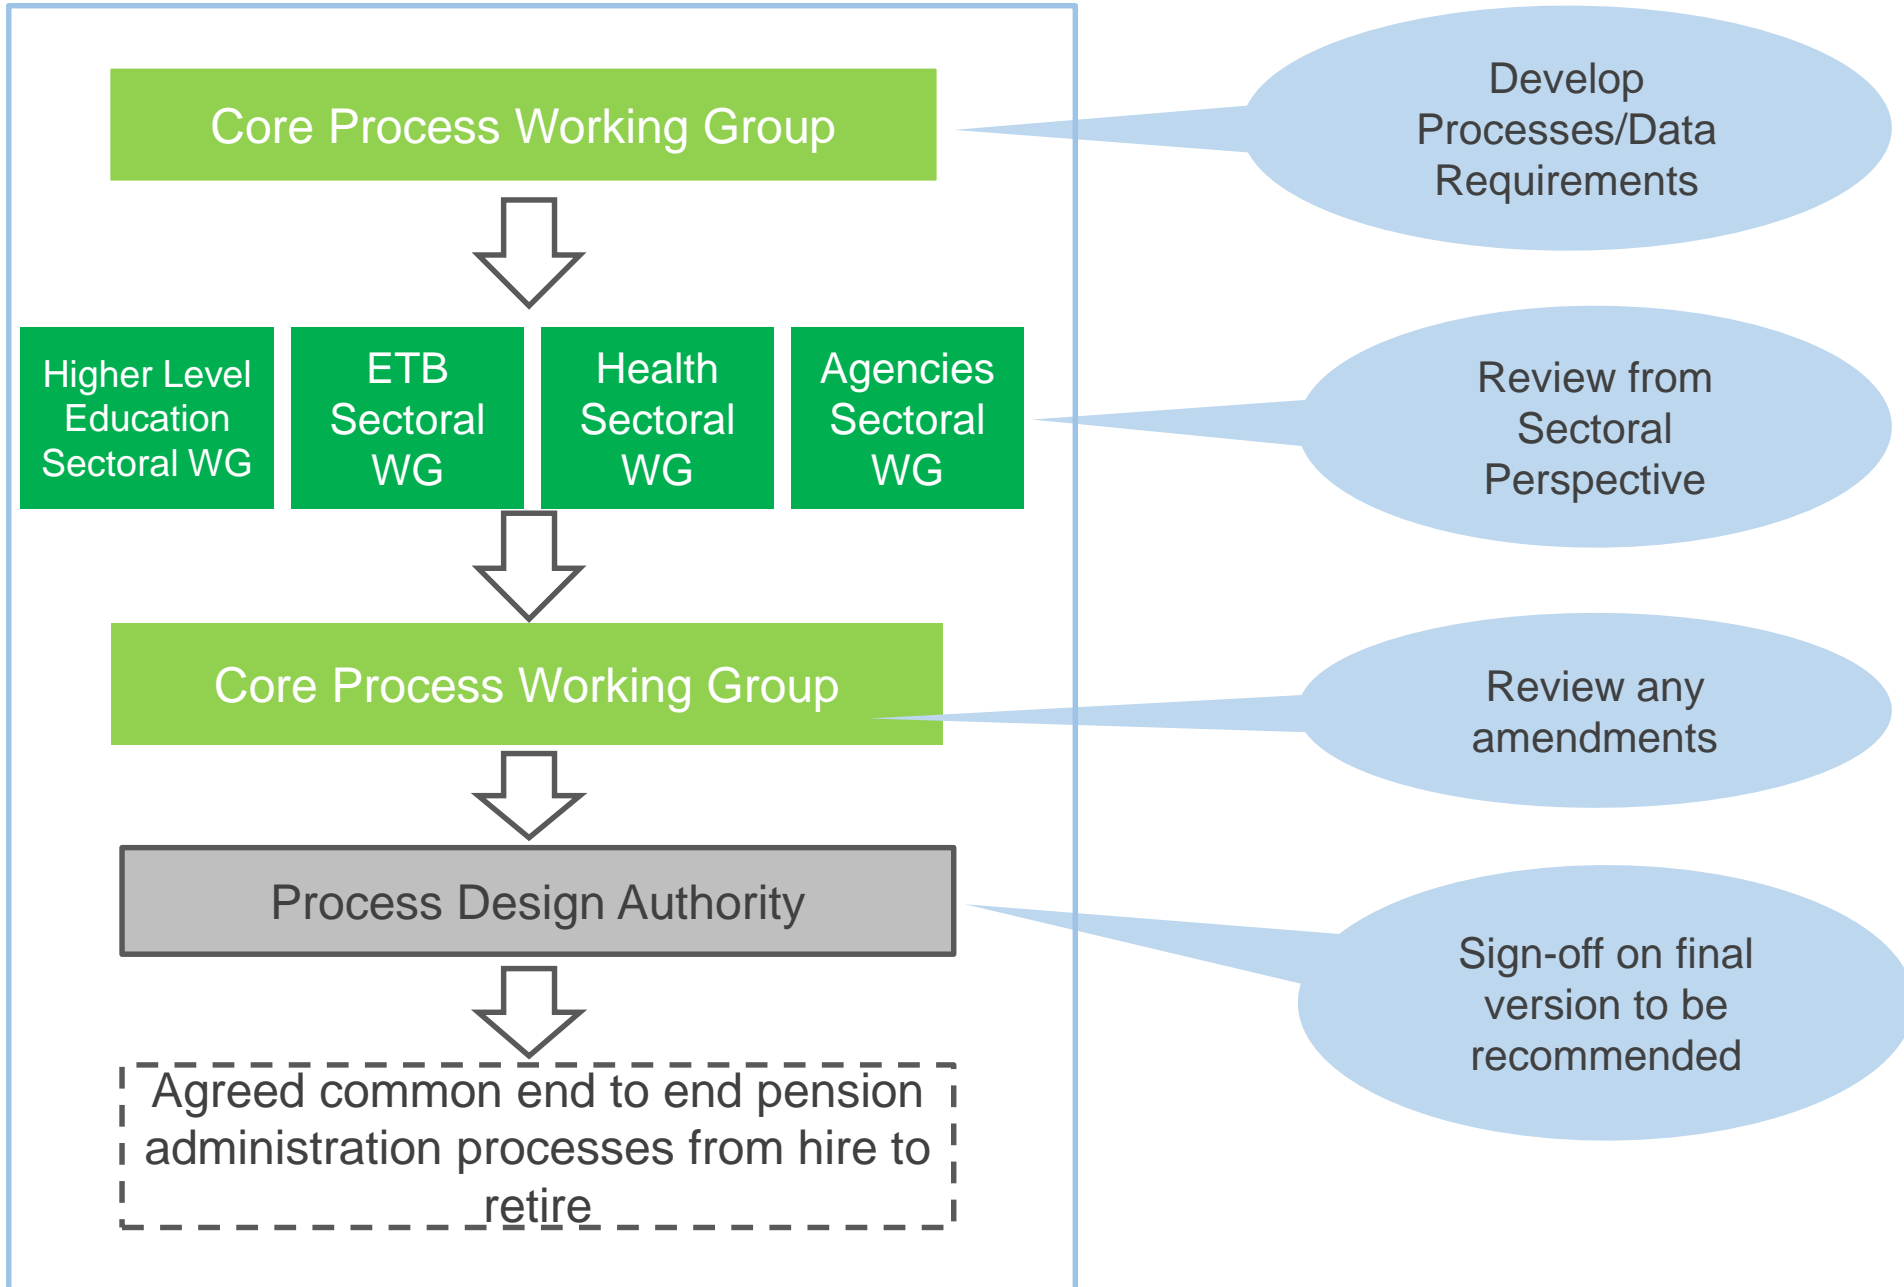 Core Process Working Group
Develop
Processes/Data
Requirements
Higher Level
Education
Sectoral WG
ETB
Sectoral
WG
Health
Sectoral
WG
Agencies
Sectoral
WG
Review from
Sectoral
Perspective
Core Process Working Group
Review any
amendments
Process Design Authority
Sign-off on final
version to be
recommended
Agreed common end to end pension
administration processes from hire to
retire